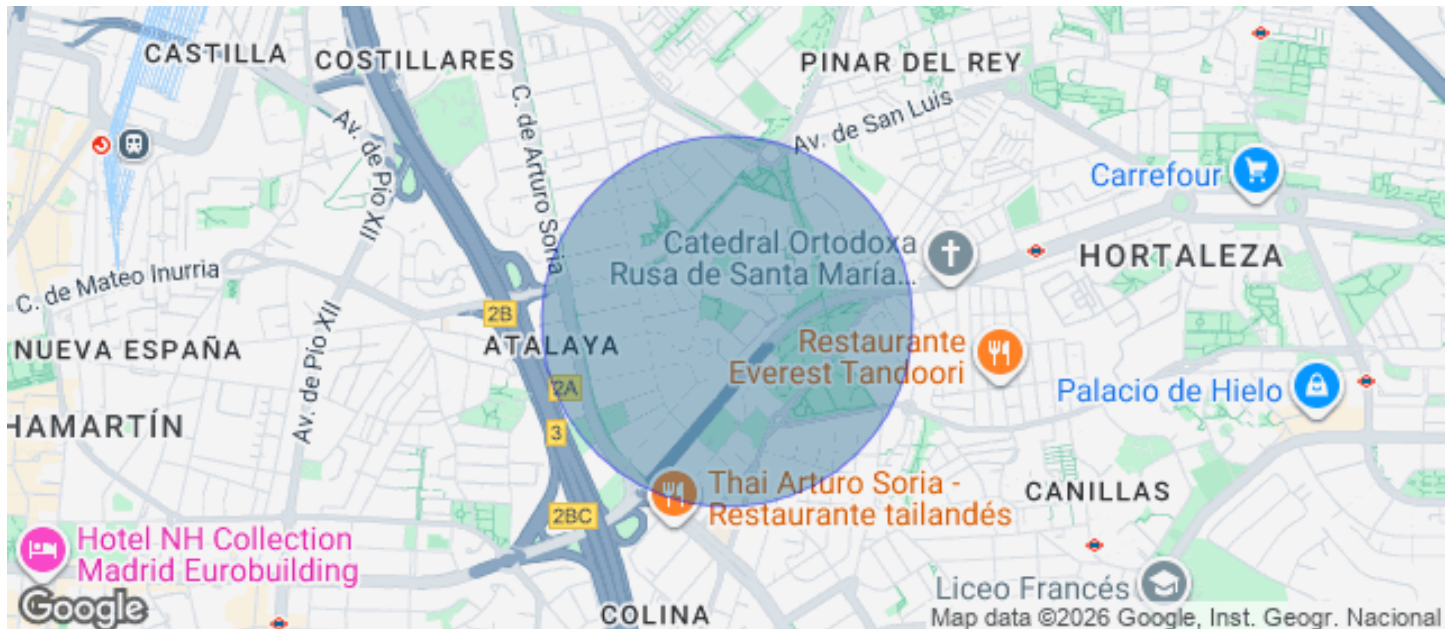 CASTILLA
COSTILLARES
PINAR DEL REY
C. de Arturo Soria
Av. de San Luis
Av. de Pío XII
Carrefour
Catedral Ortodoxa
Rusa de Santa María...
HORTALEZA
C. de Mateo Inurria
2B
NUEVA ESPAÑA
ATALAYA
Restaurante
Everest Tandoori
Av. de Pío XII
2A
Palacio de Hielo
HAMARTÍN
3
Thai Arturo Soria -
Restaurante tailandés
CANILLAS
2BC
Hotel NH Collection
Madrid Eurobuilding
Liceo Francés
Google
COLINA
Map data ©2026 Google, Inst. Geogr. Nacional